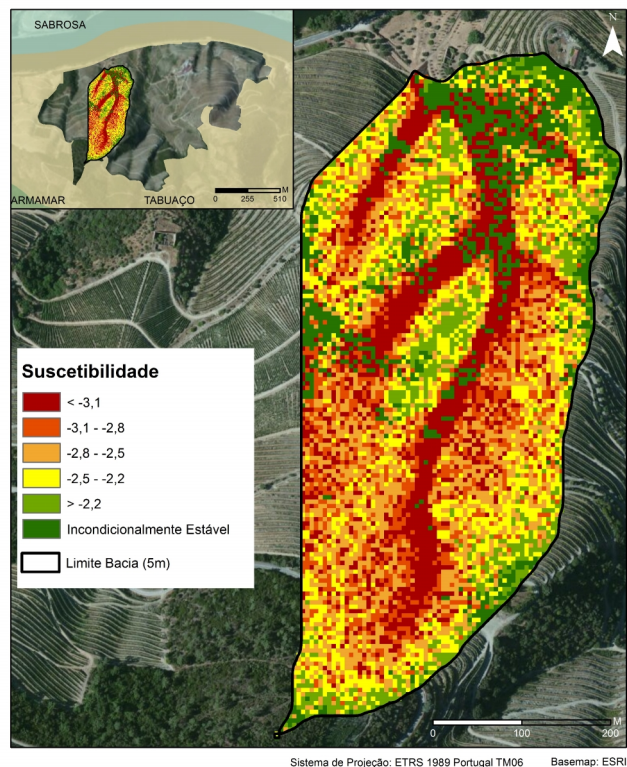 SABROSA
ARMAMAR
TABUAÇO
M
0 255 510
N
Suscetibilidade
< -3,1
-3,1 - -2,8
-2,8 - -2,5
-2,5 - -2,2
> -2,2
Incondicionalmente Estável
Limite Bacia (5m)
M
0 100 200
Sistema de Projeção: ETRS 1989 Portugal TM06 Basemap: ESRI